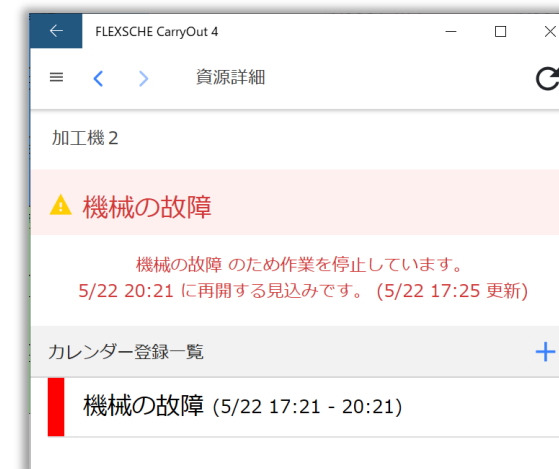 FLEXSCHE CarryOut 4
資源詳細
加工機2
機械の故障
機械の故障 のため作業を停止しています。
5/22 20:21 に再開する見込みです。 (5/22 17:25 更新)
カレンダー登録一覧
機械の故障 (5/22 17:21 - 20:21)